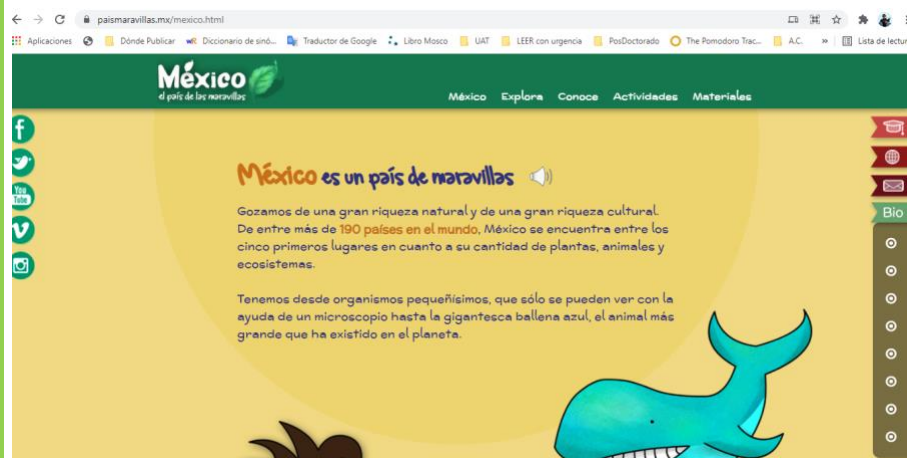 paismaravillas.mx/mexico.html
Aplicaciones Dónde Publicar Diccionario de sinó... Traductor de Google Libro Mosco UAT LEER con urgencia PosDoctorado The Pomodoro Trac... A.C. » Lista de lectur
México
el país de las maravillas
México Explora Conoce Actividades Materiales
México es un país de maravillas
Gozamos de una gran riqueza natural y de una gran riqueza cultural.
De entre más de 190 países en el mundo, México se encuentra entre los
cinco primeros lugares en cuanto a su cantidad de plantas, animales y
ecosistemas.
Tenemos desde organismos pequeñísimos, que sólo se pueden ver con la
ayuda de un microscopio hasta la gigantesca ballena azul, el animal más
grande que ha existido en el planeta.
You
Tube
Bio